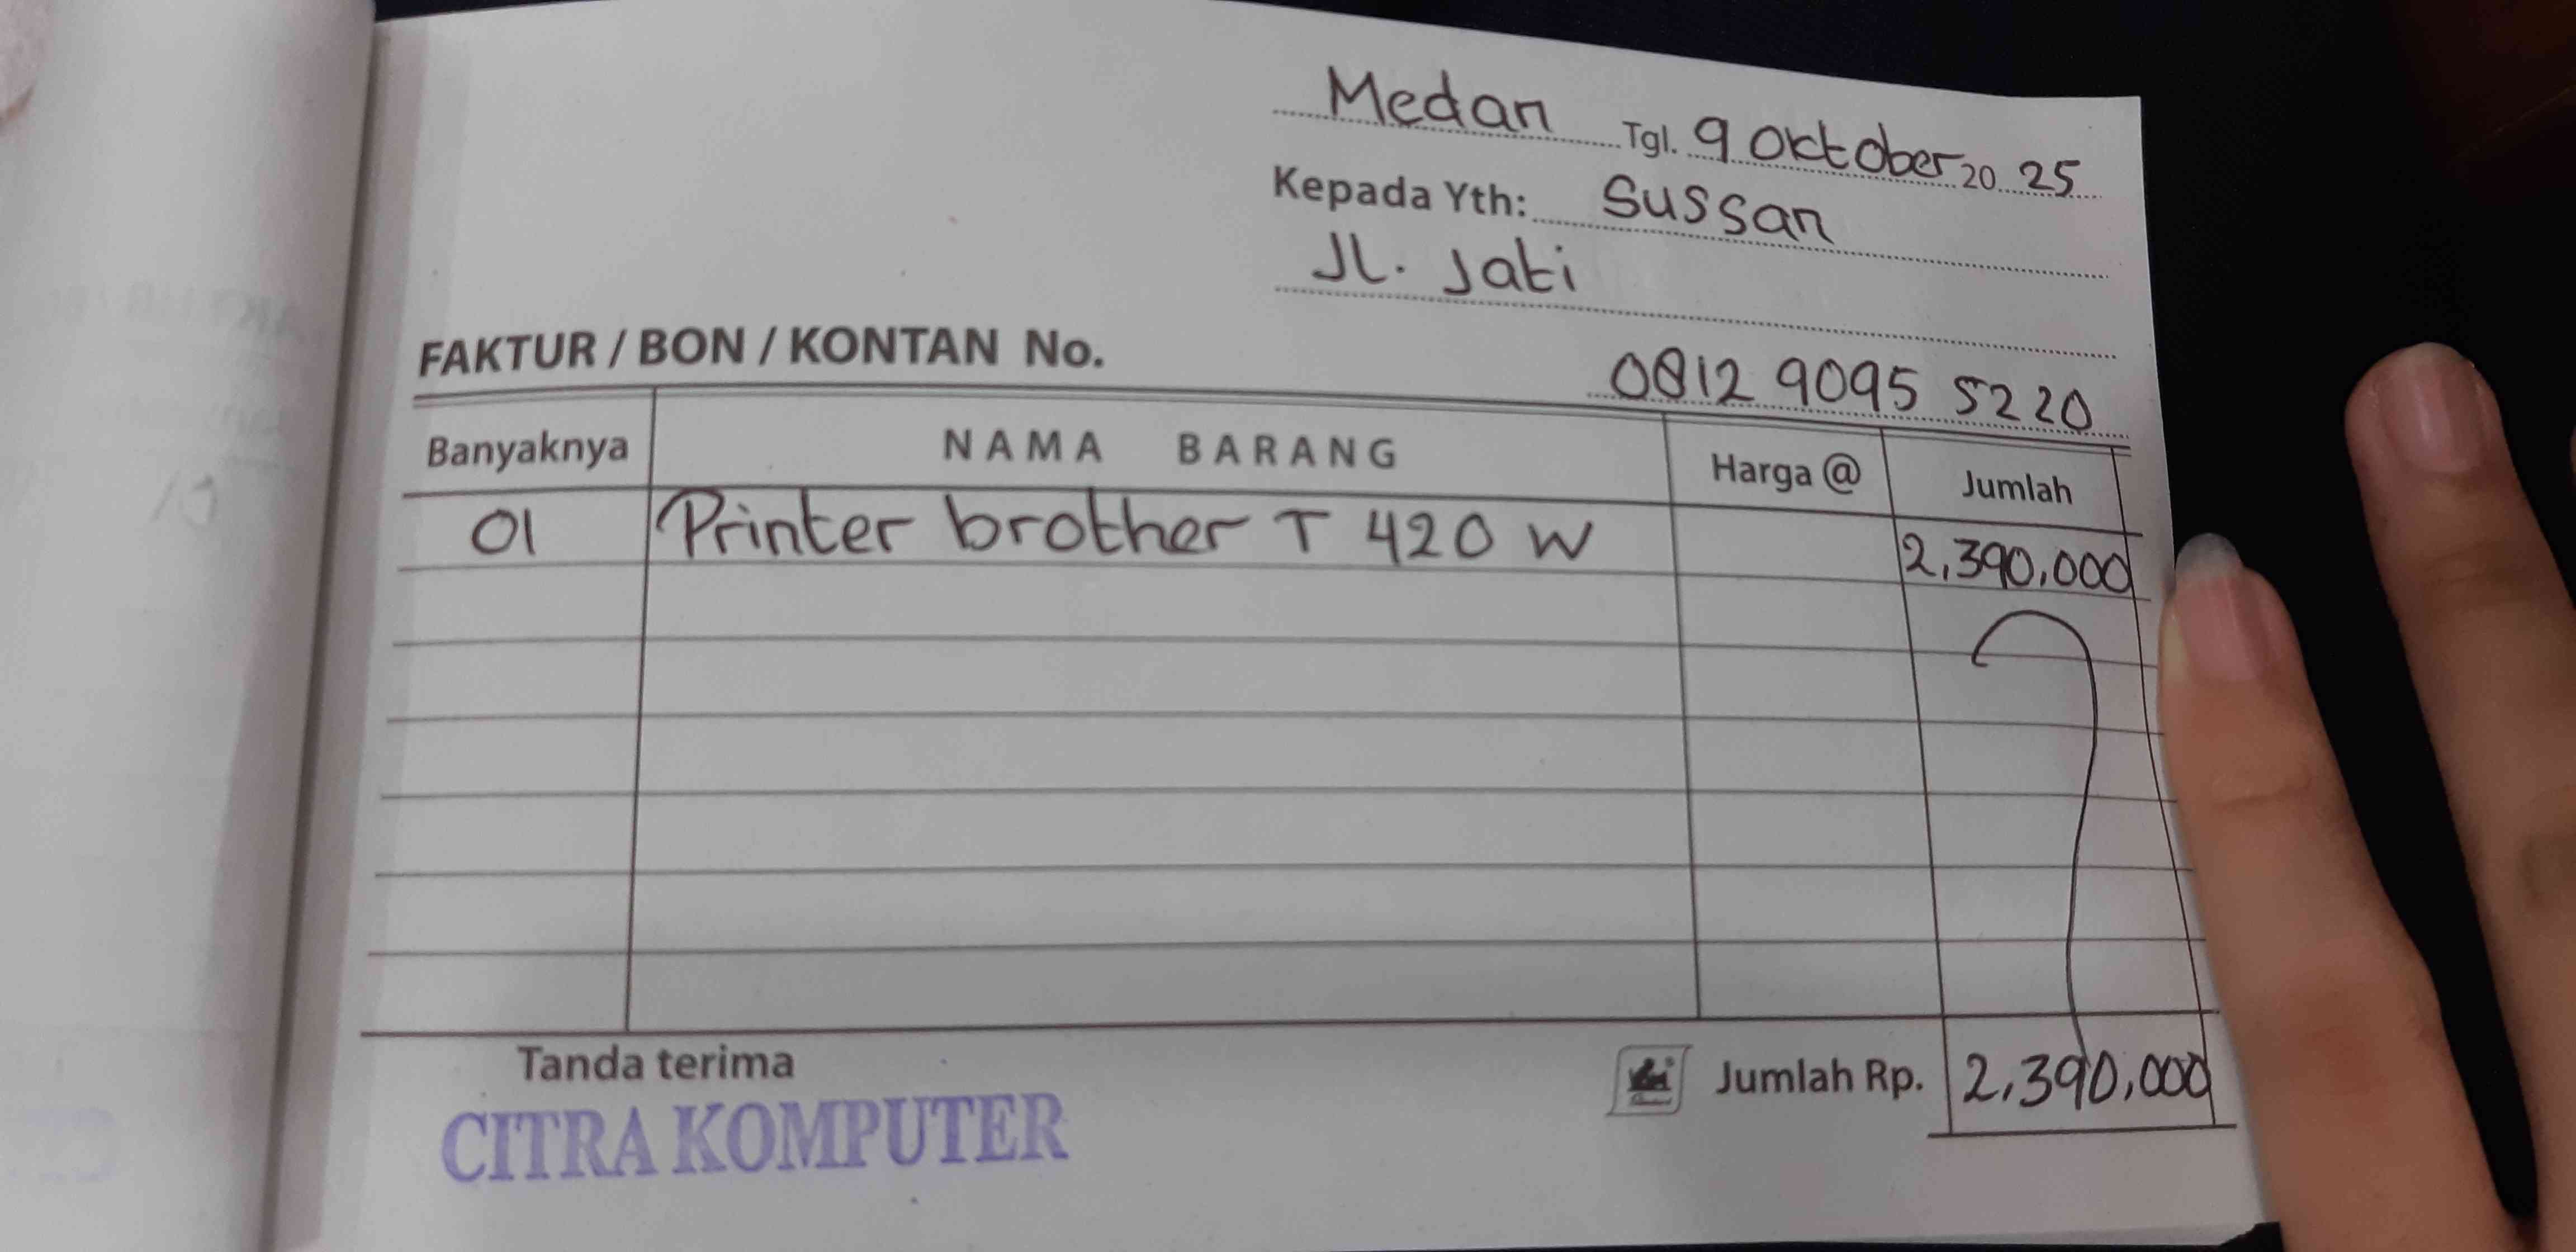 Medan Tgl. 9 Oktober 20 25
Kepada Yth: Sussan
Jl. Jati
FAKTUR / BON / KONTAN No.
0812 9095 5220
Banyaknya NAMA BARANG Harga @ Jumlah
01 Printer brother T 420 W 2,390,000
Tanda terima Jumlah Rp. 2,390,000
CITRA KOMPUTER